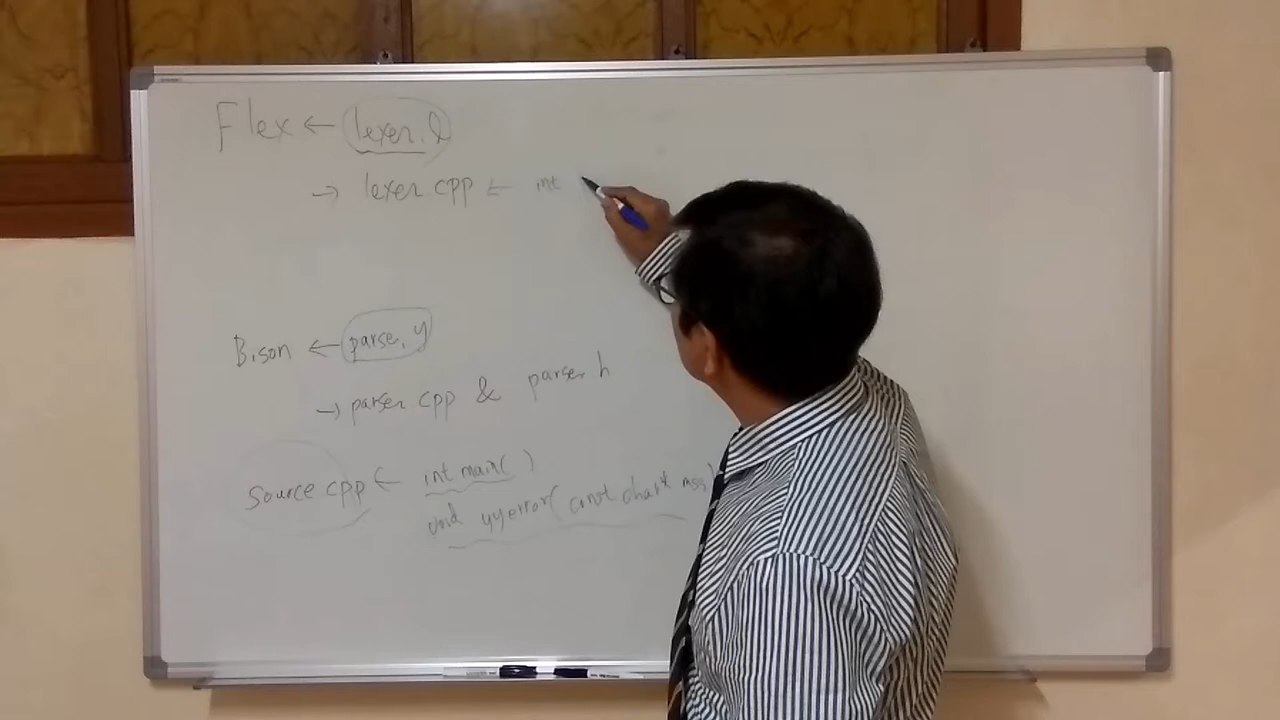 Flex ← lexer.l
→ lexer cpp ← int
Bison ← parse, y
→ parser cpp & parser h
Source cpp ← int main( )
void yyerror( const char* msg )